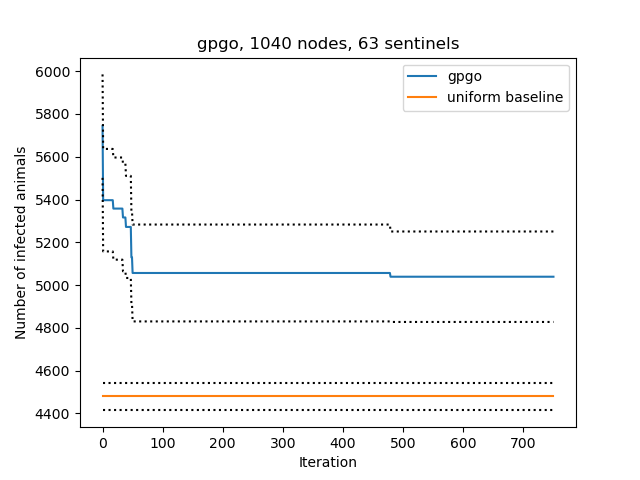 gpgo, 1040 nodes, 63 sentinels
gpgo
uniform baseline
Number of infected animals
6000
5800
5600
5400
5200
5000
4800
4600
4400
0 100 200 300 400 500 600 700
Iteration